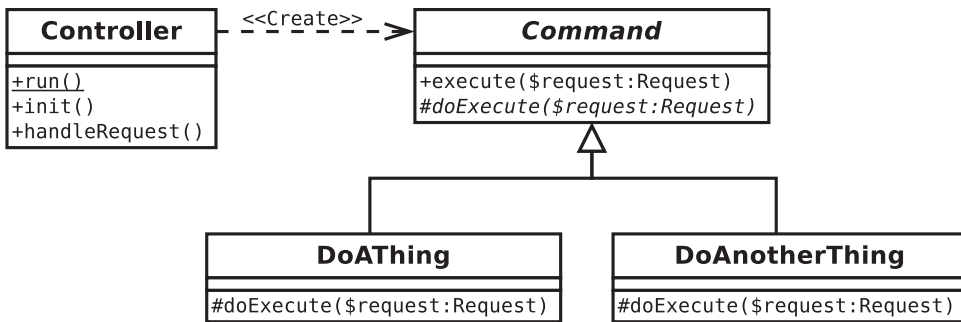 Controller
+run()
+init()
+handleRequest()
<<Create>>
Command
+execute($request:Request)
#doExecute($request:Request)
DoAThing
#doExecute($request:Request)
DoAnotherThing
#doExecute($request:Request)